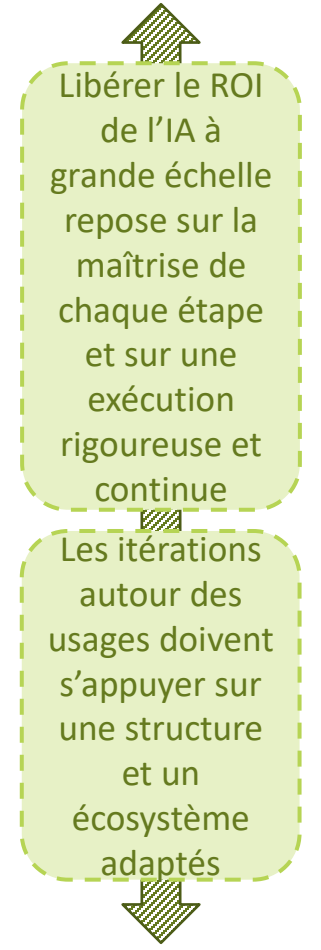 Libérer le ROI
de l’IA à
grande échelle
repose sur la
maîtrise de
chaque étape
et sur une
exécution
rigoureuse et
continue
Les itérations
autour des
usages doivent
s’appuyer sur
une structure
et un
écosystème
adaptés